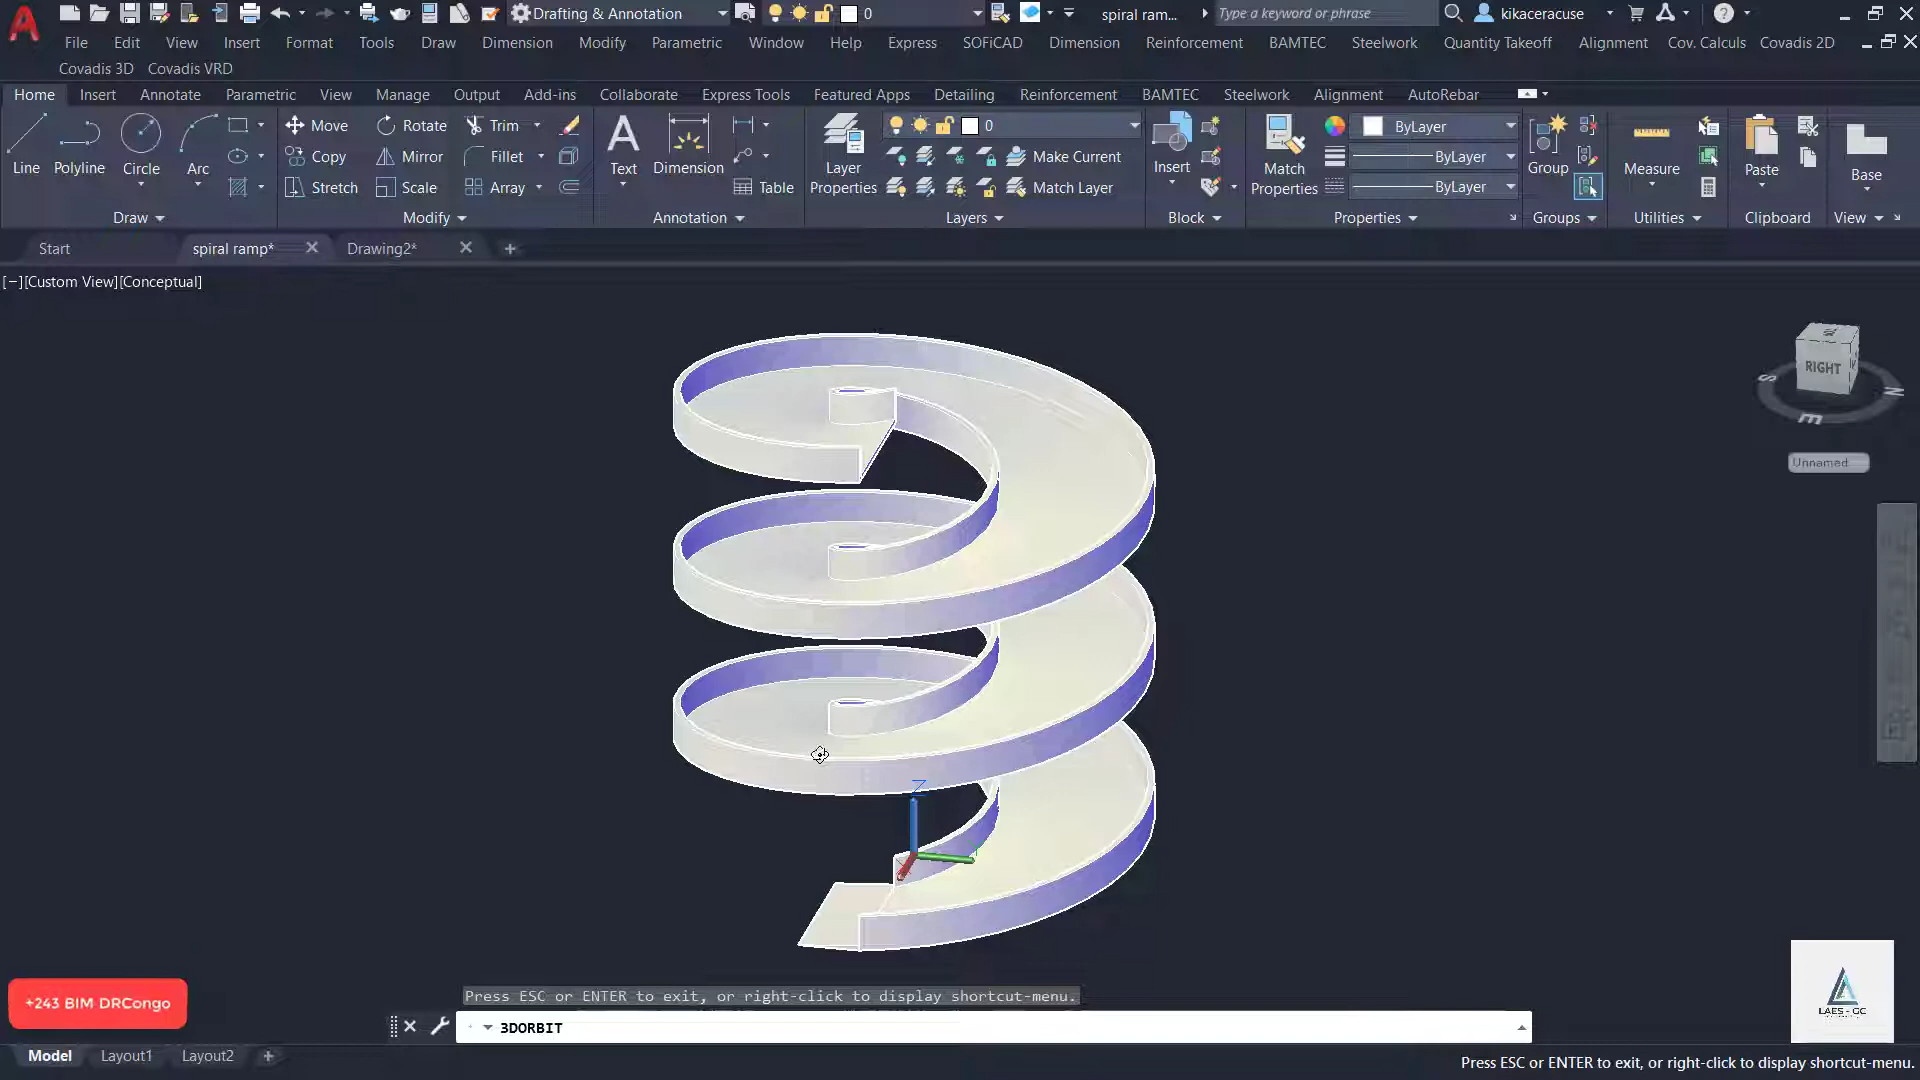 Drafting & Annotation
0
spiral ram...
Type a keyword or phrase
kikaceracuse
File Edit View Insert Format Tools Draw Dimension Modify Parametric Window Help Express SOFiCAD Dimension Reinforcement BAMTEC Steelwork Quantity Takeoff Alignment Cov. Calculs Covadis 2D
Covadis 3D Covadis VRD
Home Insert Annotate Parametric View Manage Output Add-ins Collaborate Express Tools Featured Apps Detailing Reinforcement BAMTEC Steelwork Alignment AutoRebar
Line Polyline Circle Arc
Move Rotate Trim
Copy Mirror Fillet
Stretch Scale Array
Text Dimension Table
Layer Properties
0
Make Current
Match Layer
Insert
Match Properties
ByLayer
ByLayer
ByLayer
Group
Measure
Paste
Base
Draw Modify Annotation Layers Block Properties Groups Utilities Clipboard View
Start spiral ramp* Drawing2*
[−][Custom View][Conceptual]
RIGHT
S N
E
Unnamed
Z
+243 BIM DRCongo
Press ESC or ENTER to exit, or right-click to display shortcut-menu.
3DORBIT
LAES - GC
Model Layout1 Layout2
Press ESC or ENTER to exit, or right-click to display shortcut-menu.